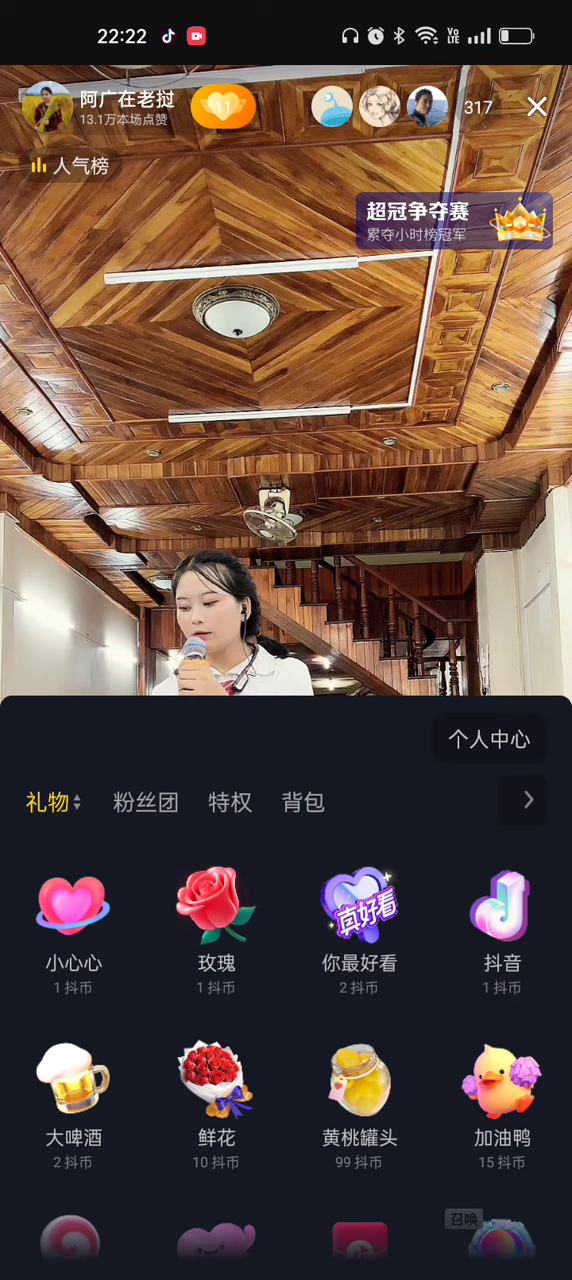 22:22
VoLTE
阿广在老挝
13.1万本场点赞
11
317
人气榜
超冠争夺赛
累夺小时榜冠军
个人中心
礼物 粉丝团 特权 背包
真好看
小心心 玫瑰 你最好看 抖音
1 抖币 1 抖币 2 抖币 1 抖币
大啤酒 鲜花 黄桃罐头 加油鸭
2 抖币 10 抖币 99 抖币 15 抖币
召唤